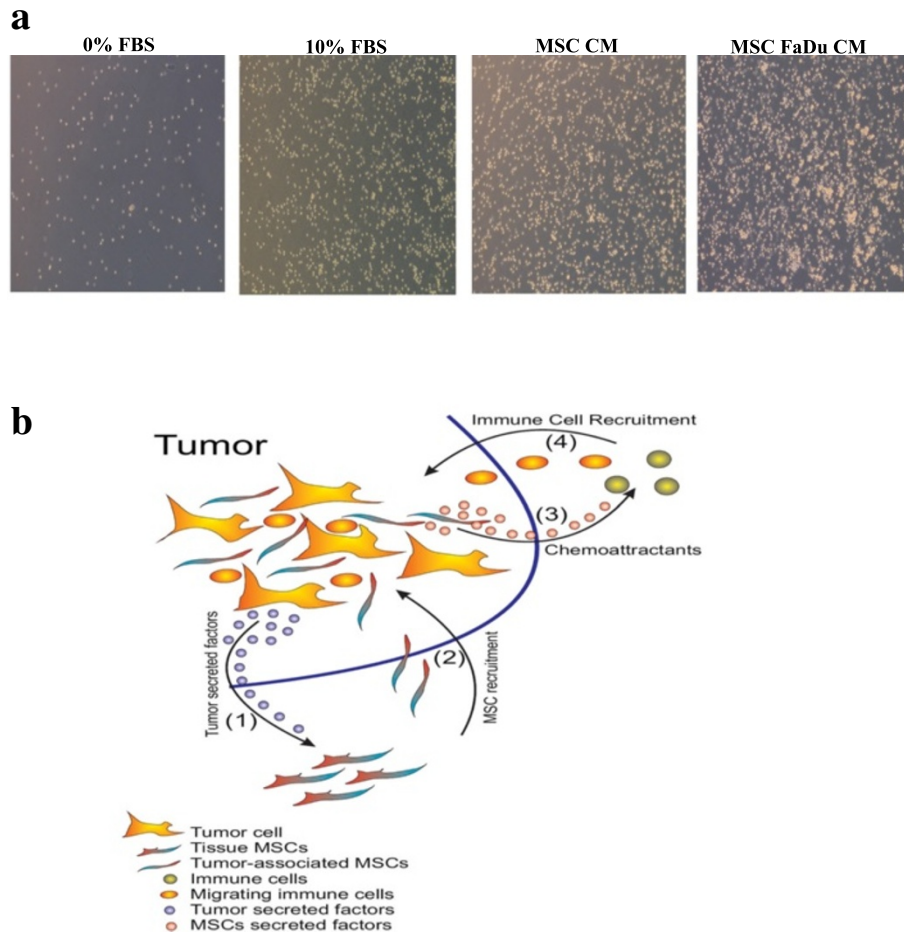 a
0% FBS
10% FBS
MSC CM
MSC FaDu CM
b
Tumor
Immune Cell Recruitment
(4)
(3)
Chemoattractants
Tumor secreted factors
(1)
(2)
MSC recruitment
Tumor cell
Tissue MSCs
Tumor-associated MSCs
Immune cells
Migrating immune cells
Tumor secreted factors
MSCs secreted factors